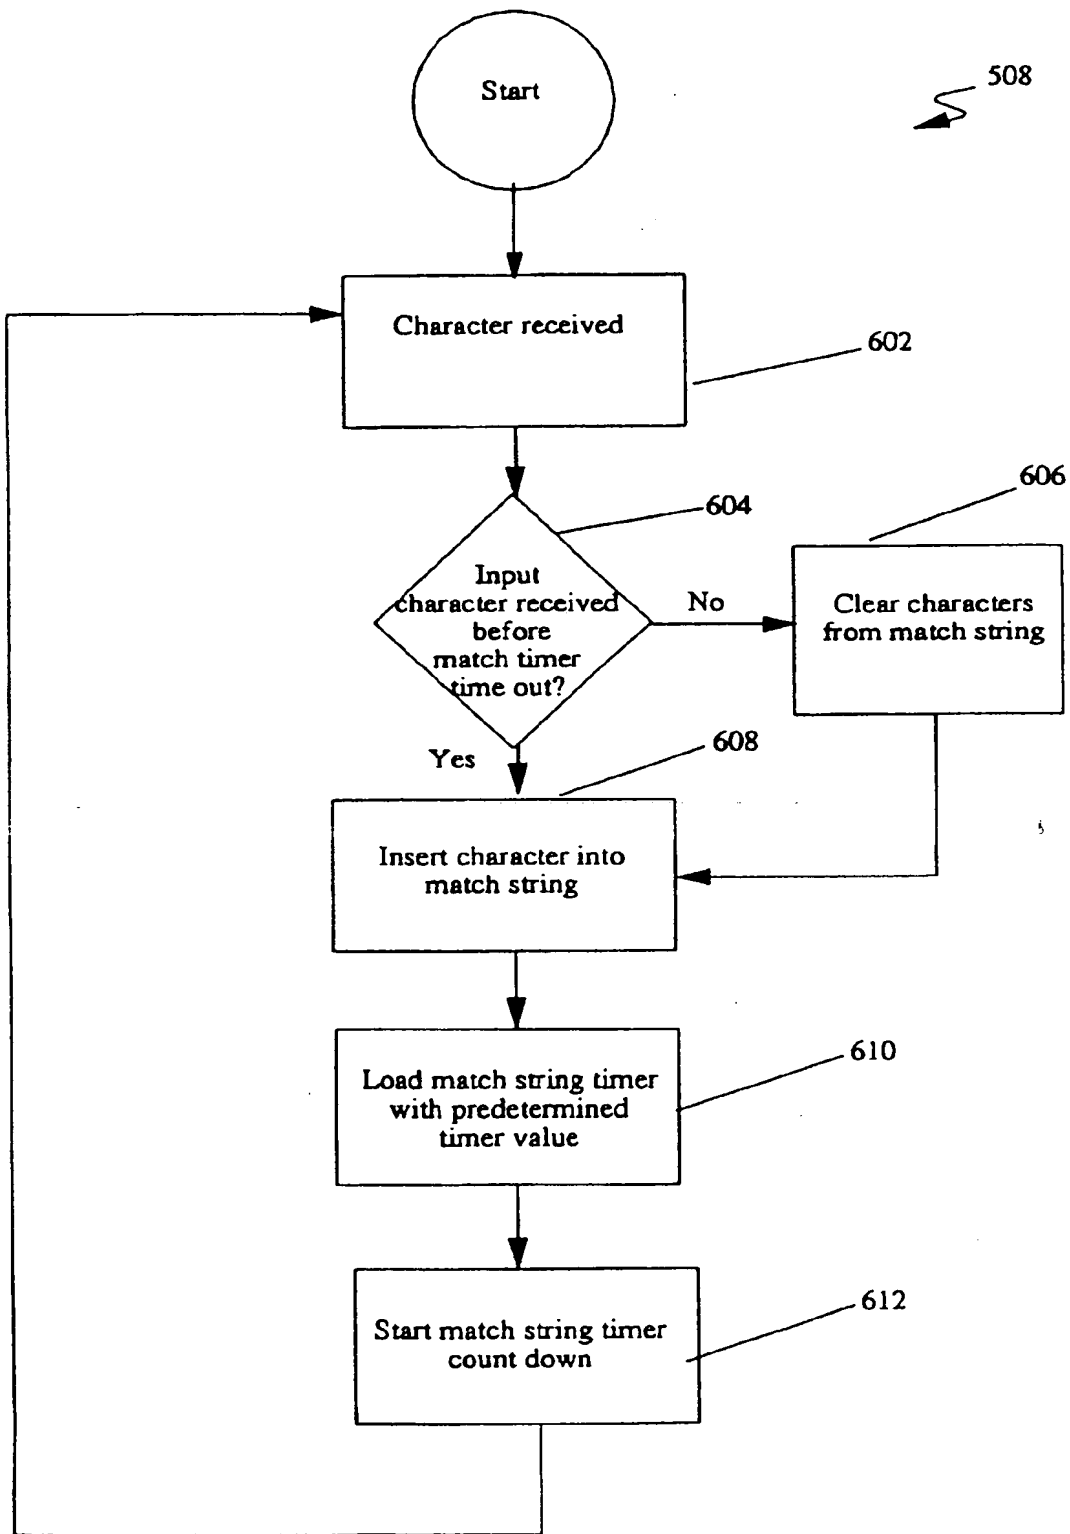 Start
508
Character received
602
604
606
Input
character received
before
match timer
time out?
No
Clear characters
from match string
Yes
608
Insert character into
match string
610
Load match string timer
with predetermined
timer value
612
Start match string timer
count down